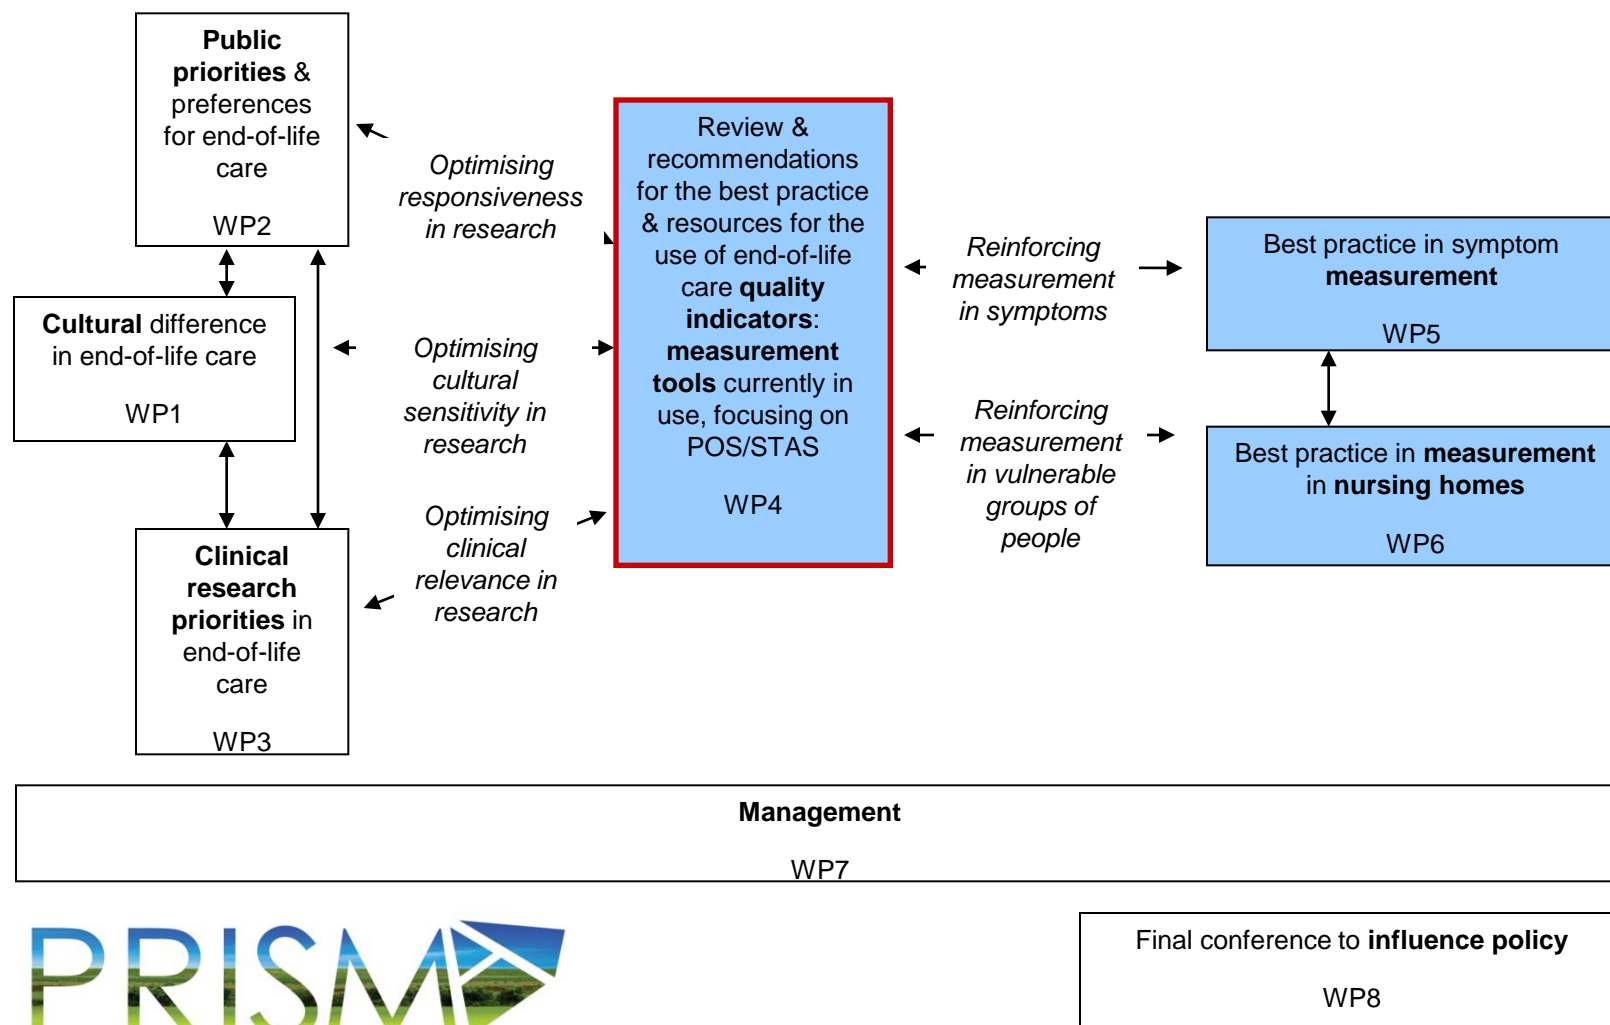 Public
priorities &
preferences
for end-of-life
care
WP2
Cultural difference
in end-of-life care
WP1
Clinical
research
priorities in
end-of-life
care
WP3
Optimising
responsiveness
in research
Optimising
cultural
sensitivity in
research
Optimising
clinical
relevance in
research
Review &
recommendations
for the best practice
& resources for the
use of end-of-life
care quality
indicators:
measurement
tools currently in
use, focusing on
POS/STAS
WP4
Reinforcing
measurement
in symptoms
Reinforcing
measurement
in vulnerable
groups of
people
Best practice in symptom
measurement
WP5
Best practice in measurement
in nursing homes
WP6
Management
WP7
PRISMA
Final conference to influence policy
WP8